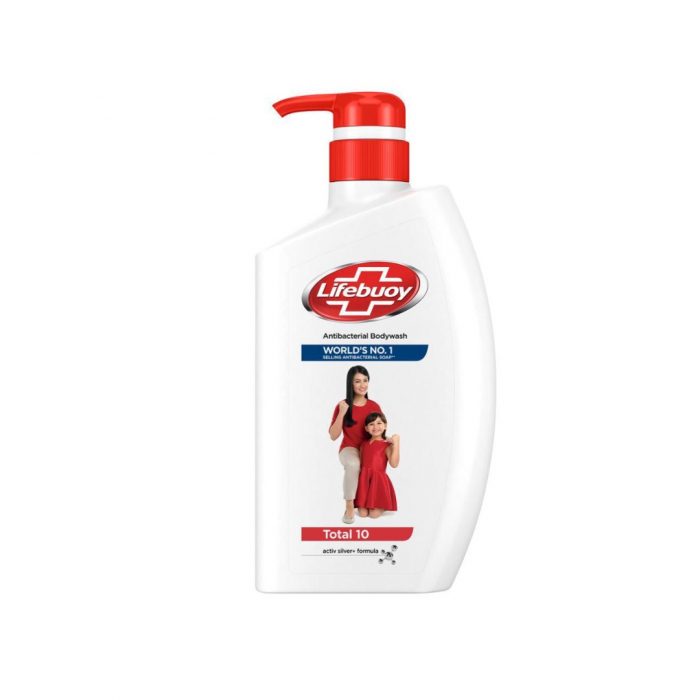 Lifebuoy
Antibacterial Bodywash
WORLD'S NO. 1
SELLING ANTIBACTERIAL SOAP**
Total 10
activ silver+ formula